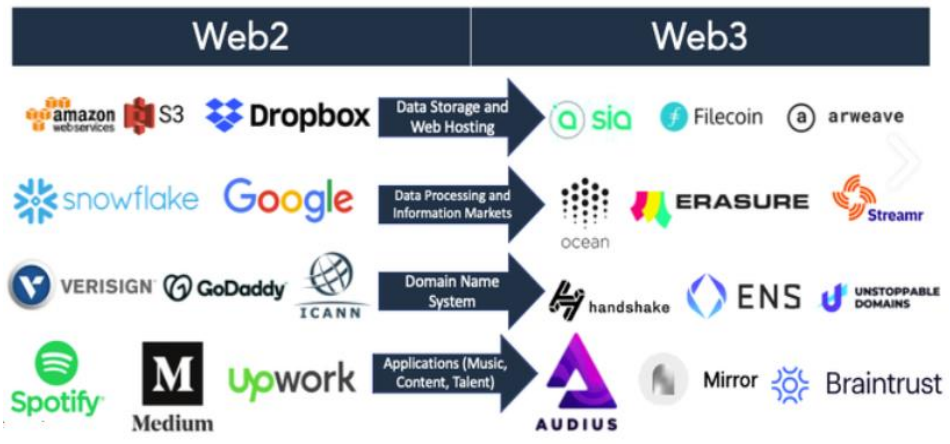 Web2 Web3
amazon
webservices
S3 Dropbox
Data Storage and
Web Hosting
a sia Filecoin a arweave
snowflake Google
Data Processing and
Information Markets
ocean
ERASURE
Streamr
VERISIGN GoDaddy
ICANN
Domain Name
System
handshake
ENS
UNSTOPPABLE
DOMAINS
Spotify
M
Medium
Upwork
Applications (Music,
Content, Talent)
AUDIUS
Mirror Braintrust